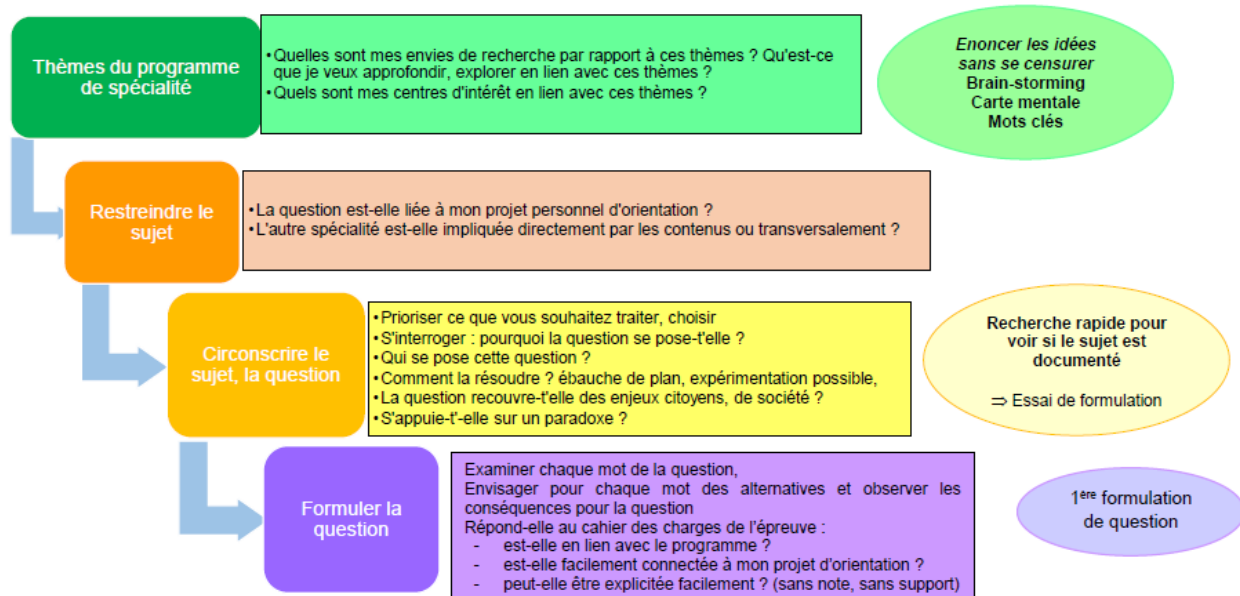 Thèmes du programme
de spécialité
•Quelles sont mes envies de recherche par rapport à ces thèmes ? Qu'est-ce
que je veux approfondir, explorer en lien avec ces thèmes ?
•Quels sont mes centres d'intérêt en lien avec ces thèmes ?
Enoncer les idées
sans se censurer
Brain-storming
Carte mentale
Mots clés
Restreindre le
sujet
•La question est-elle liée à mon projet personnel d'orientation ?
•L'autre spécialité est-elle impliquée directement par les contenus ou transversalement ?
Circonscrire le
sujet, la question
•Prioriser ce que vous souhaitez traiter, choisir
•S'interroger : pourquoi la question se pose-t'elle ?
•Qui se pose cette question ?
•Comment la résoudre ? ébauche de plan, expérimentation possible,
•La question recouvre-t'elle des enjeux citoyens, de société ?
•S'appuie-t'-elle sur un paradoxe ?
Recherche rapide pour
voir si le sujet est
documenté
⇒ Essai de formulation
Formuler la
question
Examiner chaque mot de la question,
Envisager pour chaque mot des alternatives et observer les
conséquences pour la question
Répond-elle au cahier des charges de l'épreuve :
- est-elle en lien avec le programme ?
- est-elle facilement connectée à mon projet d'orientation ?
- peut-elle être explicitée facilement ? (sans note, sans support)
1ère formulation
de question